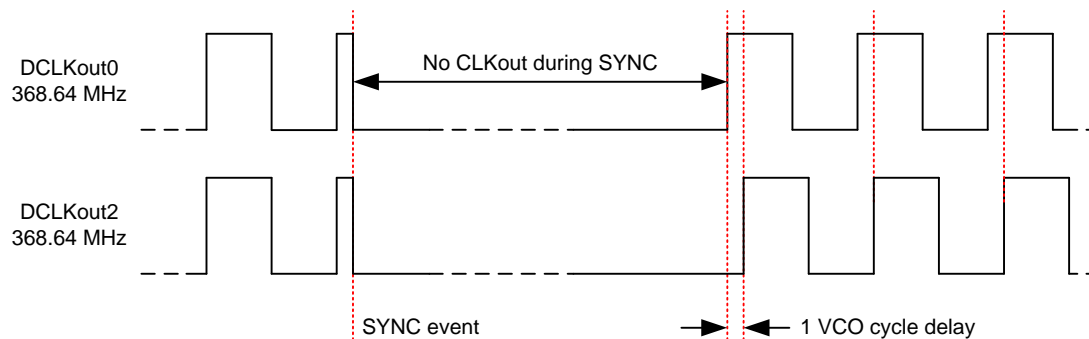 DCLKout0
368.64 MHz
No CLKout during SYNC
DCLKout2
368.64 MHz
SYNC event
1 VCO cycle delay